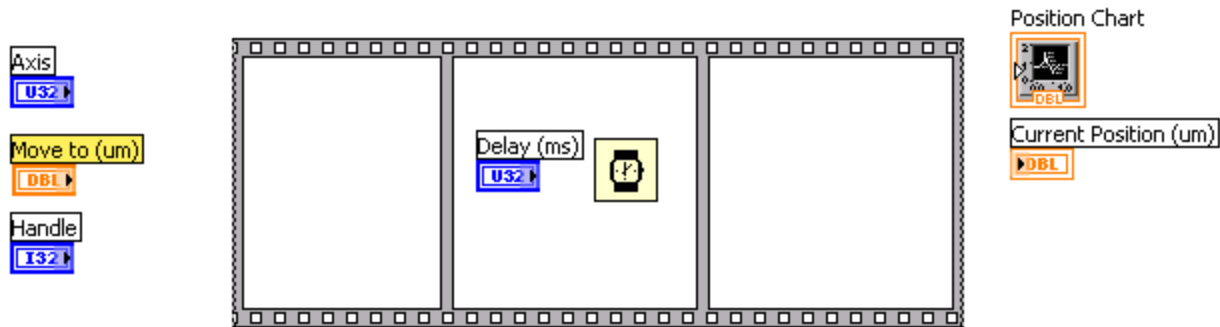 Axis
U32
Move to (um)
DBL
Handle
I32
Delay (ms)
U32
Position Chart
DBL
Current Position (um)
DBL